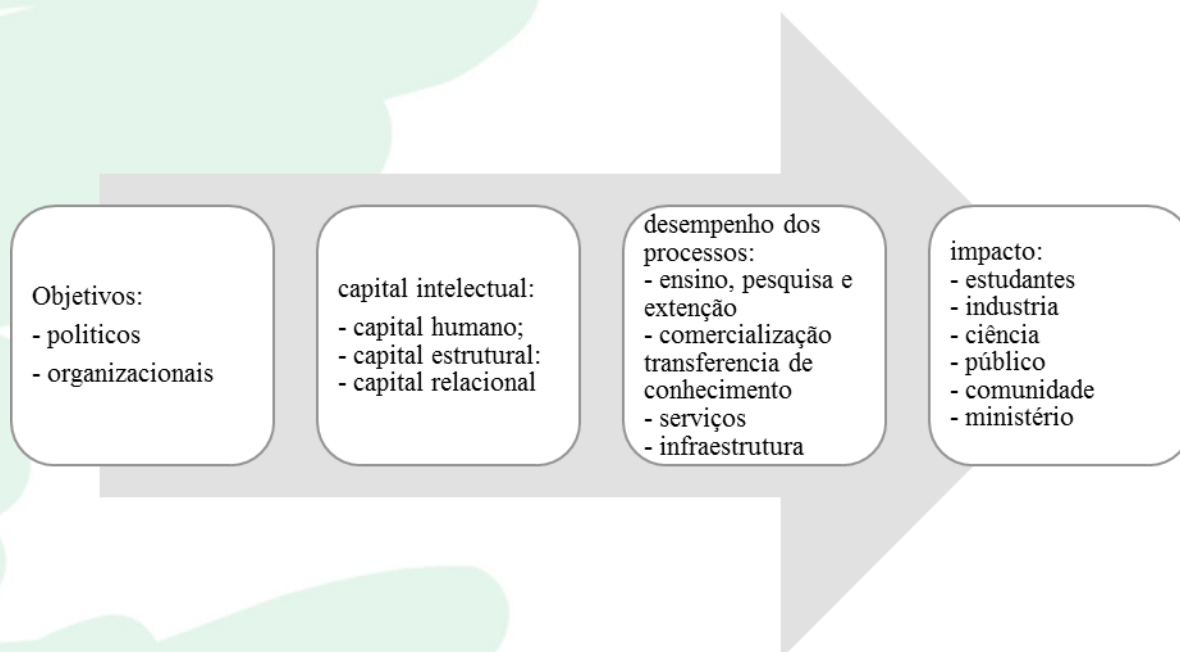 Objetivos:
- politicos
- organizacionais
capital intelectual:
- capital humano;
- capital estrutural:
- capital relacional
desempenho dos
processos:
- ensino, pesquisa e
extenção
- comercialização
transferencia de
conhecimento
- serviços
- infraestrutura
impacto:
- estudantes
- industria
- ciência
- público
- comunidade
- ministério